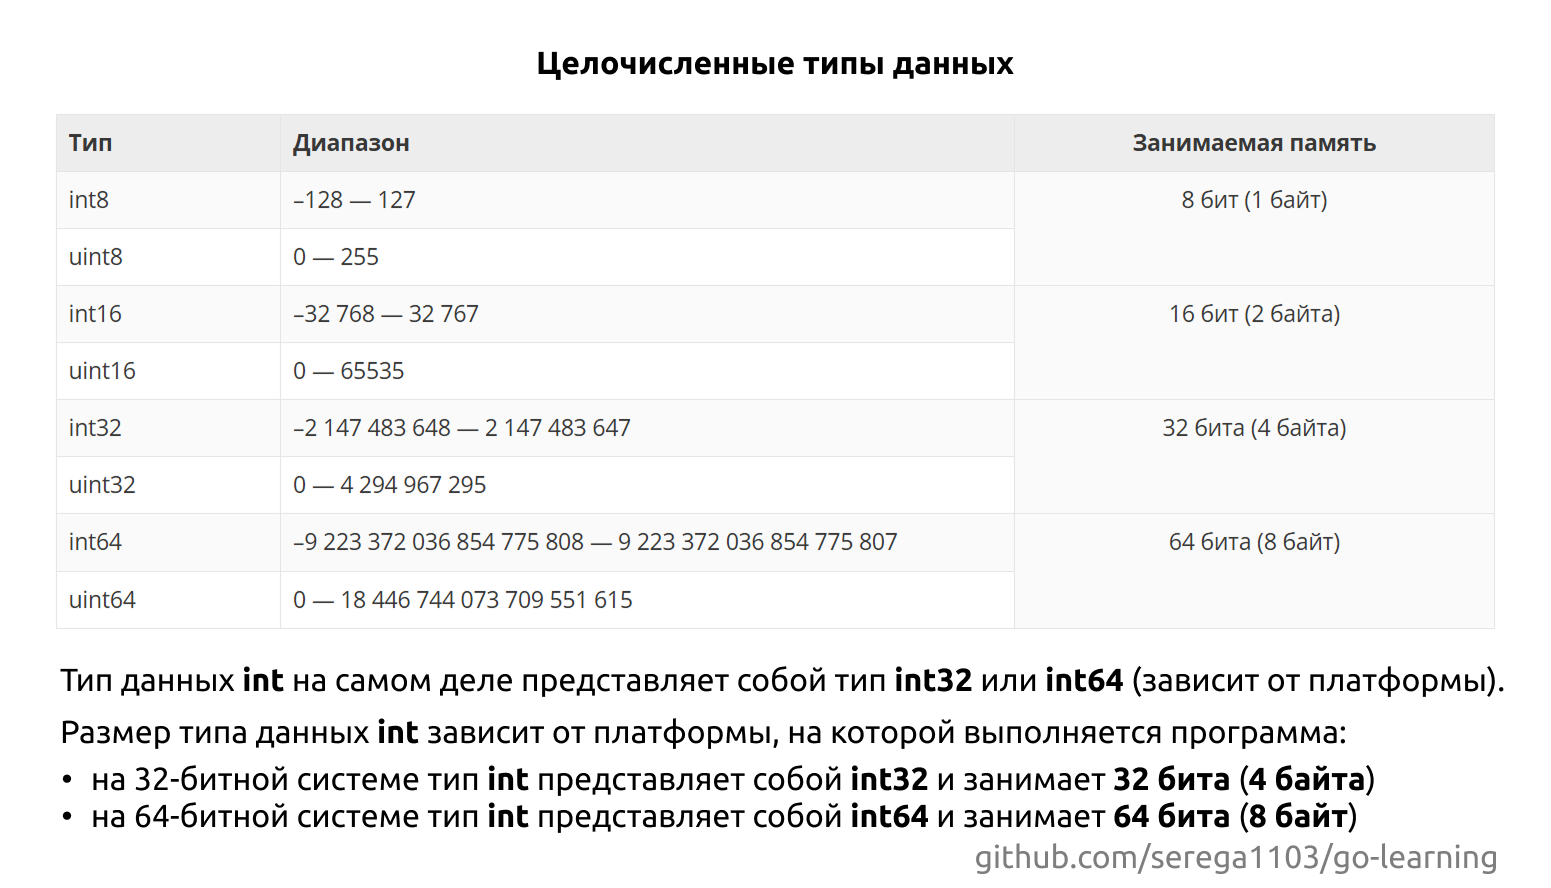 Целочисленные типы данных
Тип Диапазон Занимаемая память
int8 –128 — 127 8 бит (1 байт)
uint8 0 — 255
int16 –32 768 — 32 767 16 бит (2 байта)
uint16 0 — 65535
int32 –2 147 483 648 — 2 147 483 647 32 бита (4 байта)
uint32 0 — 4 294 967 295
int64 –9 223 372 036 854 775 808 — 9 223 372 036 854 775 807 64 бита (8 байт)
uint64 0 — 18 446 744 073 709 551 615
Тип данных int на самом деле представляет собой тип int32 или int64 (зависит от платформы).
Размер типа данных int зависит от платформы, на которой выполняется программа:
• на 32-битной системе тип int представляет собой int32 и занимает 32 бита (4 байта)
• на 64-битной системе тип int представляет собой int64 и занимает 64 бита (8 байт)
github.com/serega1103/go-learning